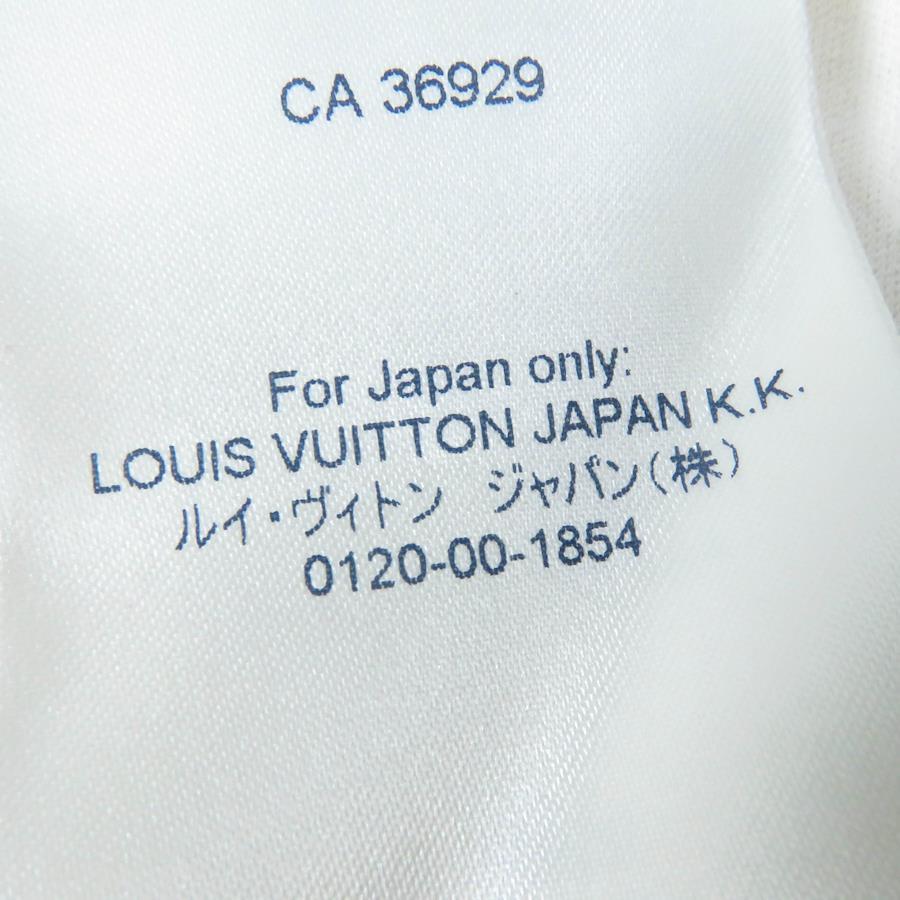 CA 36929
For Japan only:
LOUIS VUITTON JAPAN K.K.
ルイ・ヴィトン　ジャパン(株)
0120-00-1854